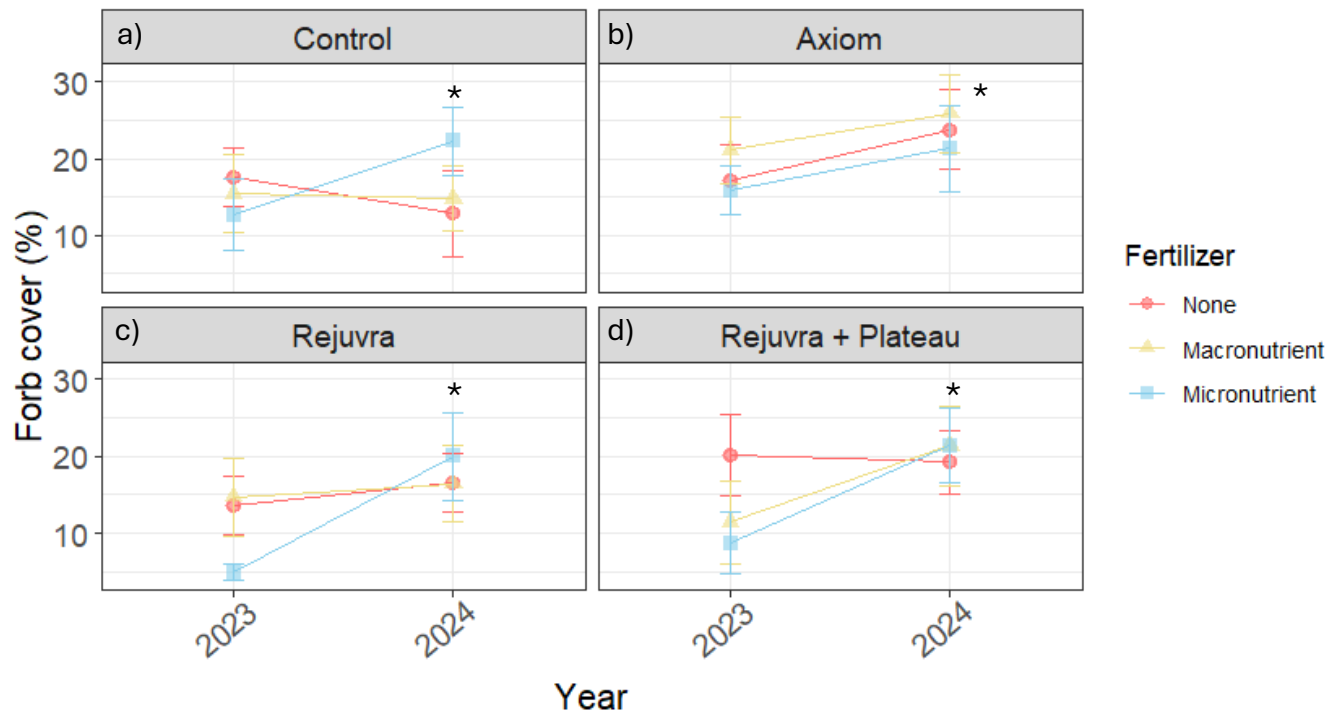 a) Control
b) Axiom
30
20
10
*
*
c) Rejuvra
d) Rejuvra + Plateau
30
20
10
*
*
2023 2024 2023 2024
Year
Forb cover (%)
Fertilizer
None
Macronutrient
Micronutrient